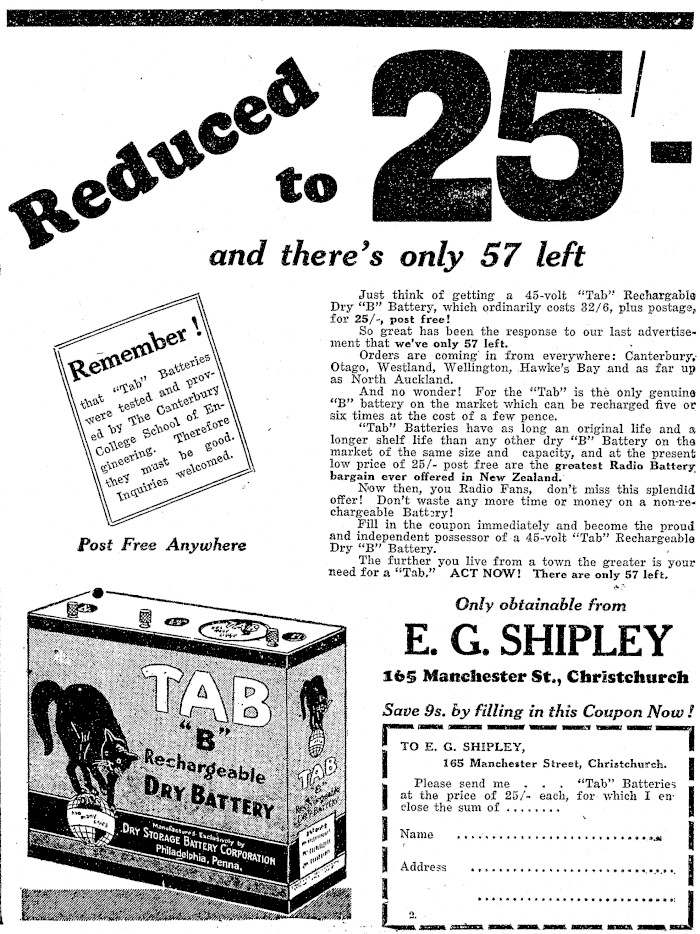 Reduced
to
25/-
and there's only 57 left
Remember!
that "Tab" Batteries
were tested and prov-
ed by The Canterbury
College School of En-
gineering. Therefore
they must be good.
Inquiries welcomed.
Post Free Anywhere
Just think of getting a 45-volt "Tab" Rechargable
Dry "B" Battery, which ordinarily costs 32/6, plus postage,
for 25/-, post free!
So great has been the response to our last advertise-
ment that we've only 57 left.
Orders are coming in from everywhere: Canterbury,
Otago, Westland, Wellington, Hawke's Bay and as far up
as North Auckland.
And no wonder! For the "Tab" is the only genuine
"B" battery on the market which can be recharged five or
six times at the cost of a few pence.
"Tab" Batteries have as long an original life and a
longer shelf life than any other dry "B" Battery on the
market of the same size and capacity, and at the present
low price of 25/- post free are the greatest Radio Battery
bargain ever offered in New Zealand.
Now then, you Radio Fans, don't miss this splendid
offer! Don't waste any more time or money on a non-re-
chargeable Battery!
Fill in the coupon immediately and become the proud
and independent possessor of a 45-volt "Tab" Rechargeable
Dry "B" Battery.
The further you live from a town the greater is your
need for a "Tab." ACT NOW! There are only 57 left.
TAB
"B"
Rechargeable
DRY BATTERY
Manufactured Exclusively by
DRY STORAGE BATTERY CORPORATION
Philadelphia, Penna.
TAB
"B"
Rechargeable
DRY BATTERY
Only obtainable from
E. G. SHIPLEY
165 Manchester St., Christchurch
Save 9s. by filling in this Coupon Now!
TO E. G. SHIPLEY,
165 Manchester Street, Christchurch.
Please send me . . . "Tab" Batteries
at the price of 25/- each, for which I en-
close the sum of ........
Name ..............................
Address ..............................
..............................
2.